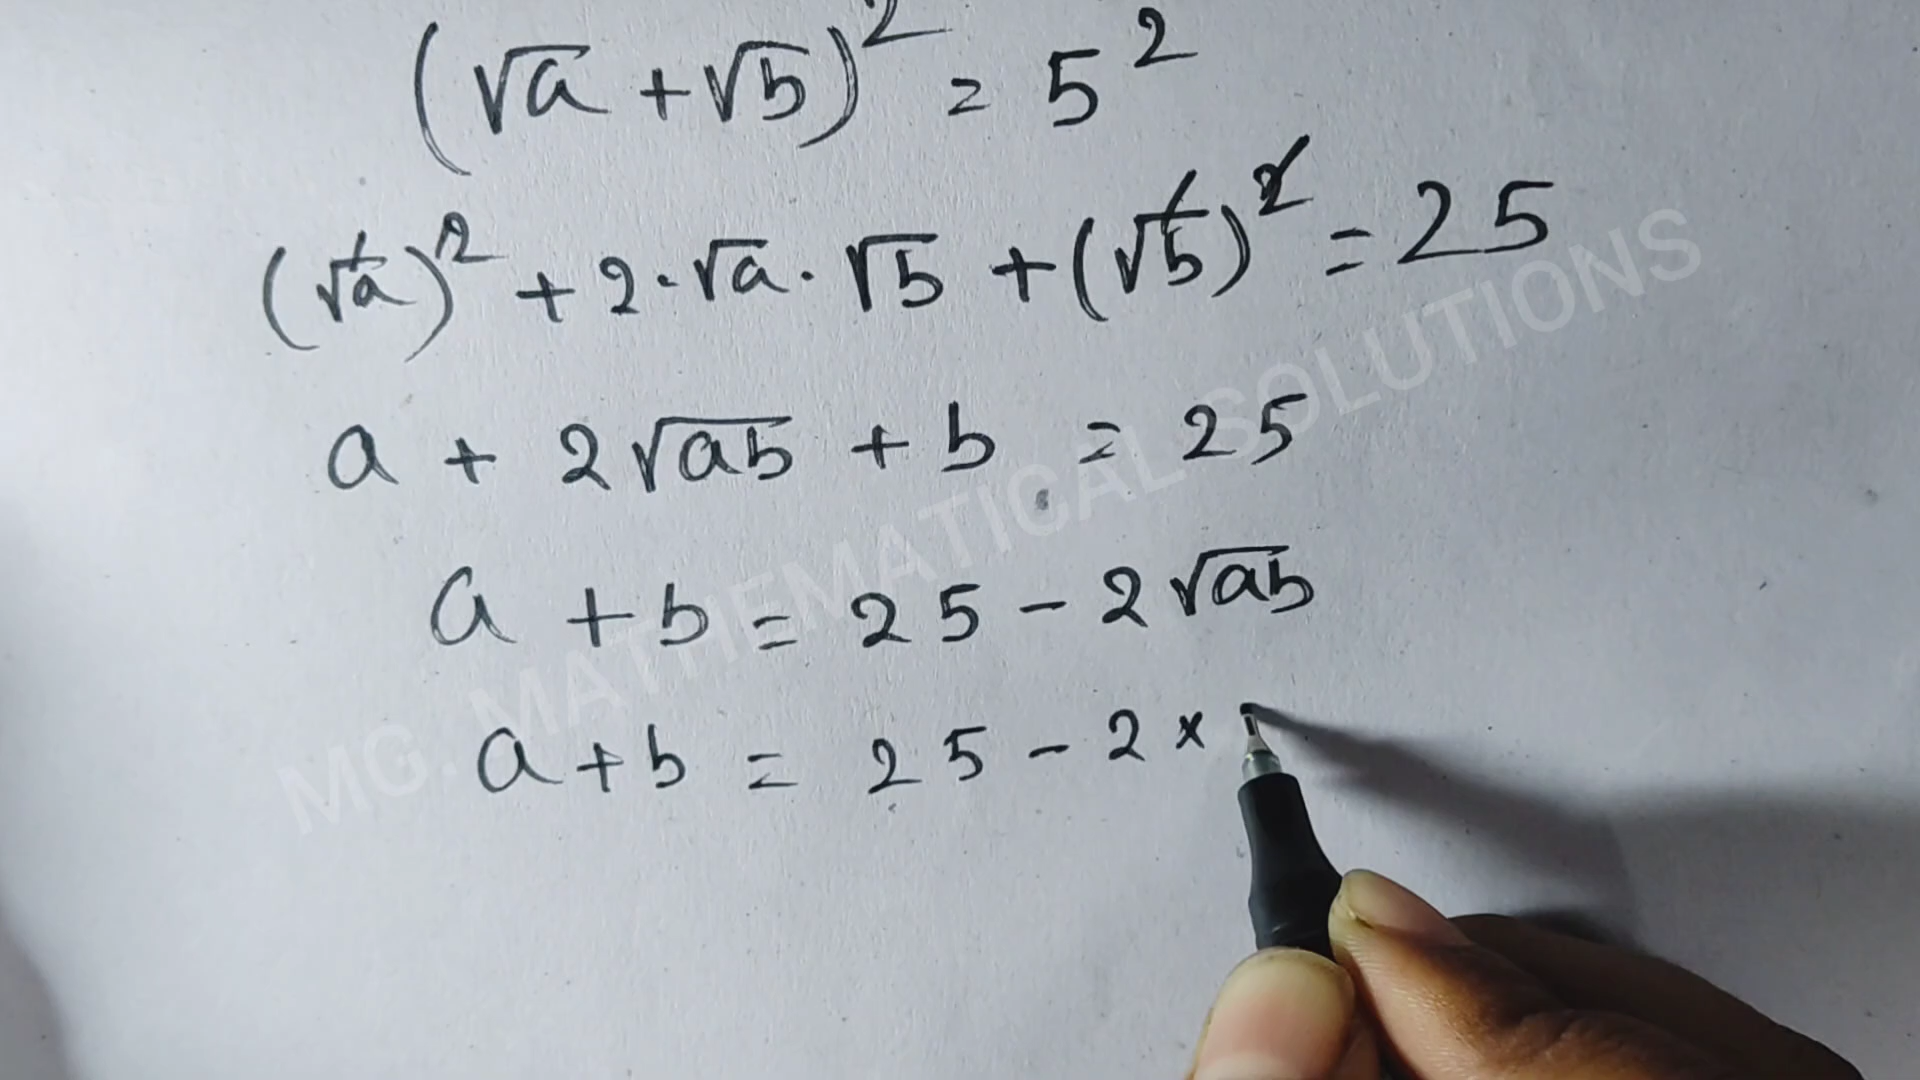 (√a + √b)² = 5²
(√a)² + 2·√a·√b + (√b)² = 25
a + 2√ab + b = 25
a + b = 25 - 2√ab
a + b = 25 - 2 ×
MG. MATHEMATICAL SOLUTIONS